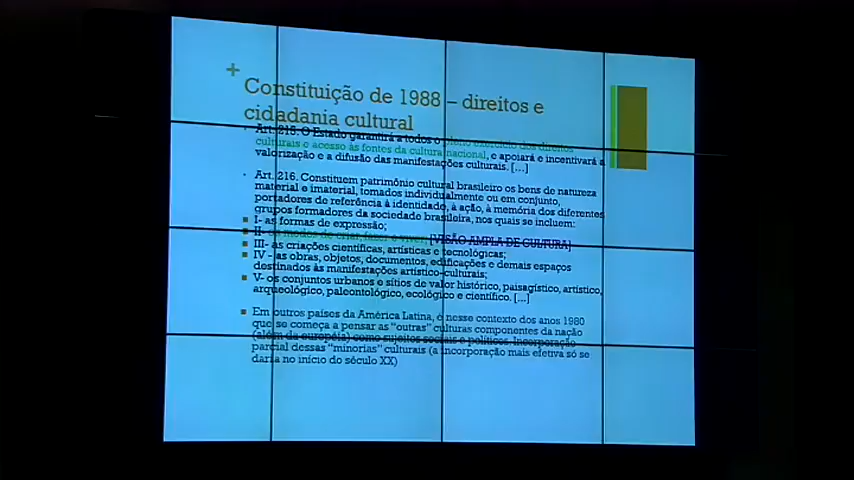 +
Constituição de 1988 – direitos e
cidadania cultural
Art. 215. O Estado garantirá a todos o pleno exercício dos direitos
culturais e acesso às fontes da cultura nacional, e apoiará e incentivará a
valorização e a difusão das manifestações culturais. [...]
Art. 216. Constituem patrimônio cultural brasileiro os bens de natureza
material e imaterial, tomados individualmente ou em conjunto,
portadores de referência à identidade, à ação, à memória dos diferentes
grupos formadores da sociedade brasileira, nos quais se incluem:
I- as formas de expressão;
II- os modos de criar, fazer e viver; [VISÃO AMPLA DE CULTURA]
III- as criações científicas, artísticas e tecnológicas;
IV - as obras, objetos, documentos, edificações e demais espaços
destinados às manifestações artístico-culturais;
V- os conjuntos urbanos e sítios de valor histórico, paisagístico, artístico,
arqueológico, paleontológico, ecológico e científico. [...]
Em outros países da América Latina, é nesse contexto dos anos 1980
que se começa a pensar as "outras" culturas componentes da nação
(além da européia) como sujeitos sociais e políticos. Incorporação
parcial dessas "minorias" culturais (a incorporação mais efetiva só se
daria no início do século XX)